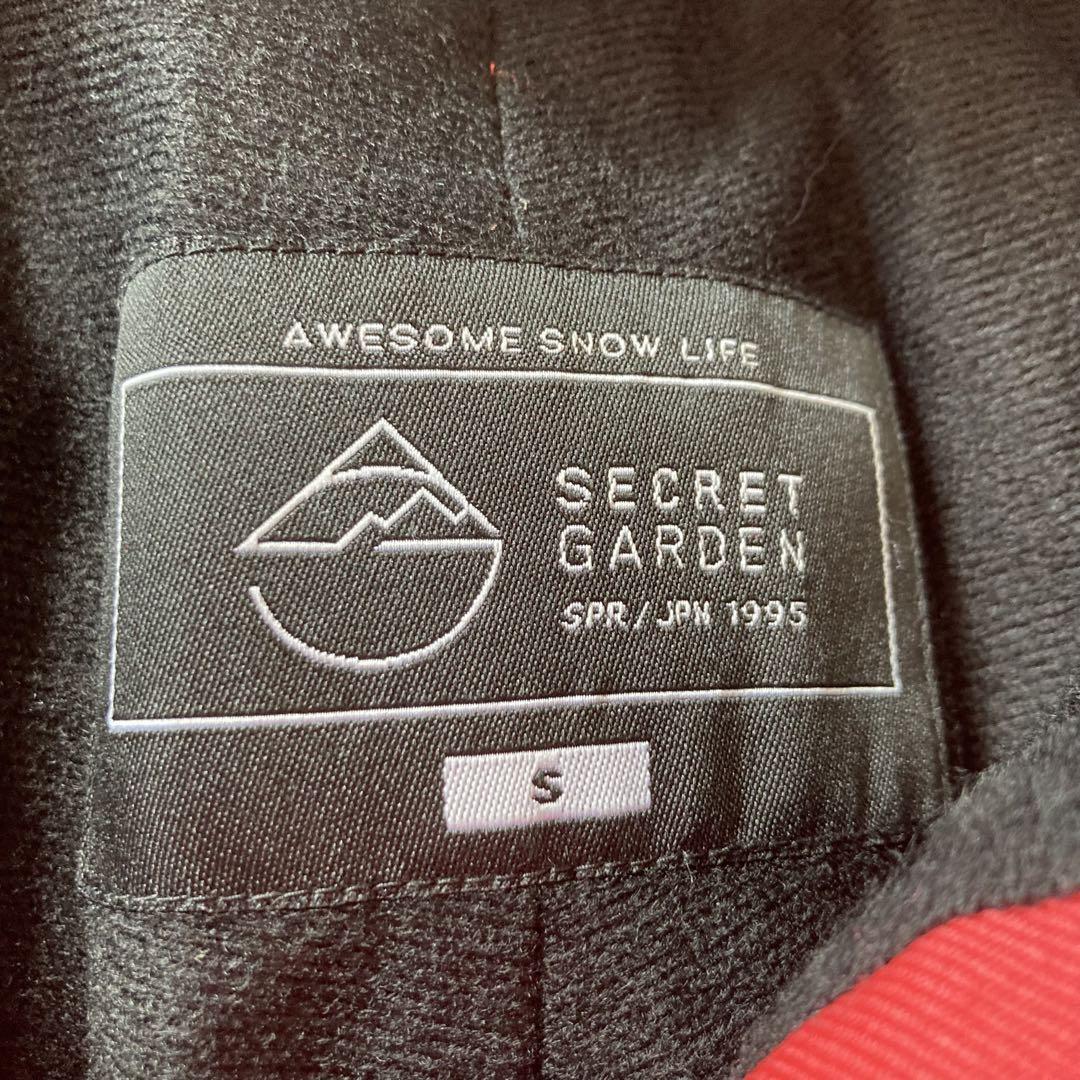 AWESOME SNOW LIFE
SECRET
GARDEN
SPR/JPN 1995
S